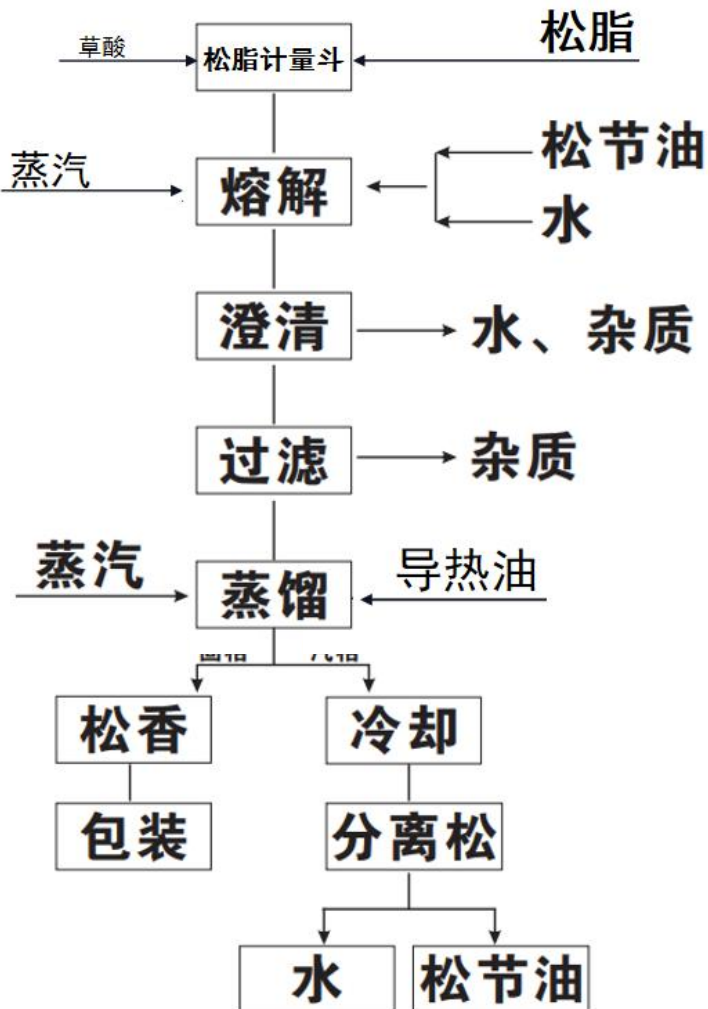 草酸
松脂计量斗
松脂
蒸汽
熔解
松节油
水
澄清
水、杂质
过滤
杂质
蒸汽
蒸馏
导热油
松香
冷却
包装
分离松
水
松节油